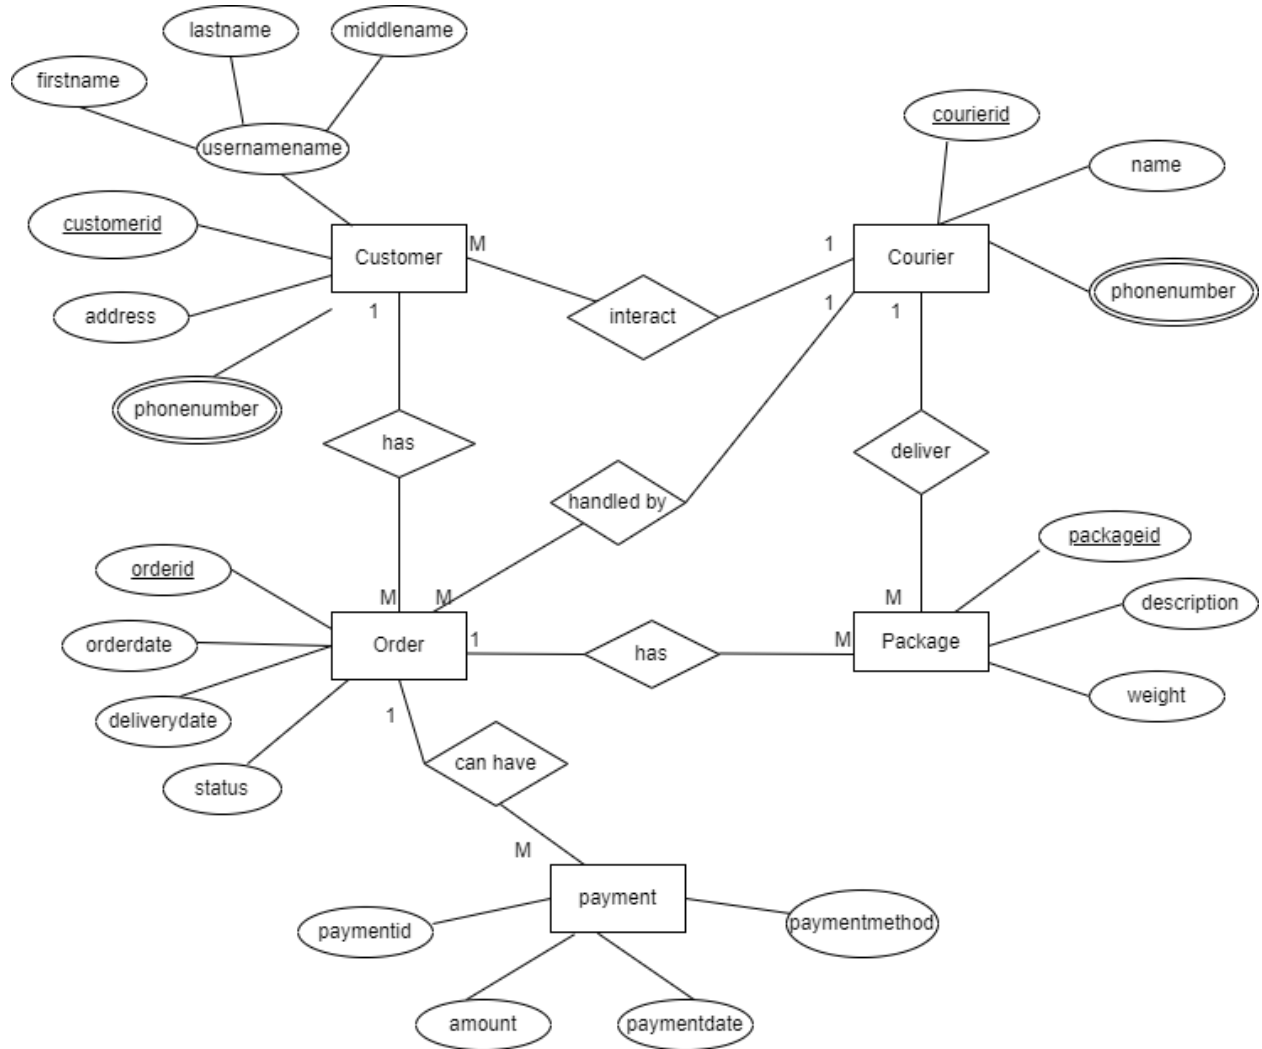 lastname
middlename
firstname
usernamename
courierid
name
customerid
Customer
M
1
Courier
interact
1
1
1
phonenumber
address
phonenumber
has
deliver
handled by
packageid
orderid
M
M
M
description
orderdate
Order
1
has
M
Package
deliverydate
1
weight
status
can have
M
payment
paymentid
paymentmethod
amount
paymentdate